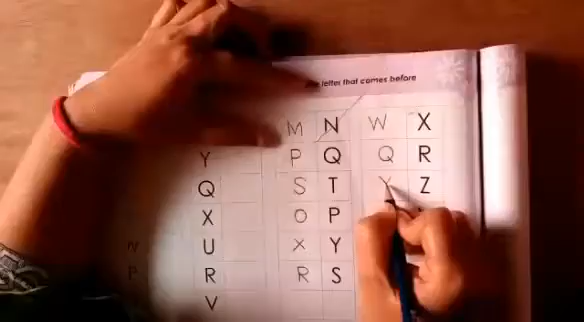 letter that comes before
M N W X
Y P Q Q R
Q S T Y Z
X O P
U X Y
N R R S
P V